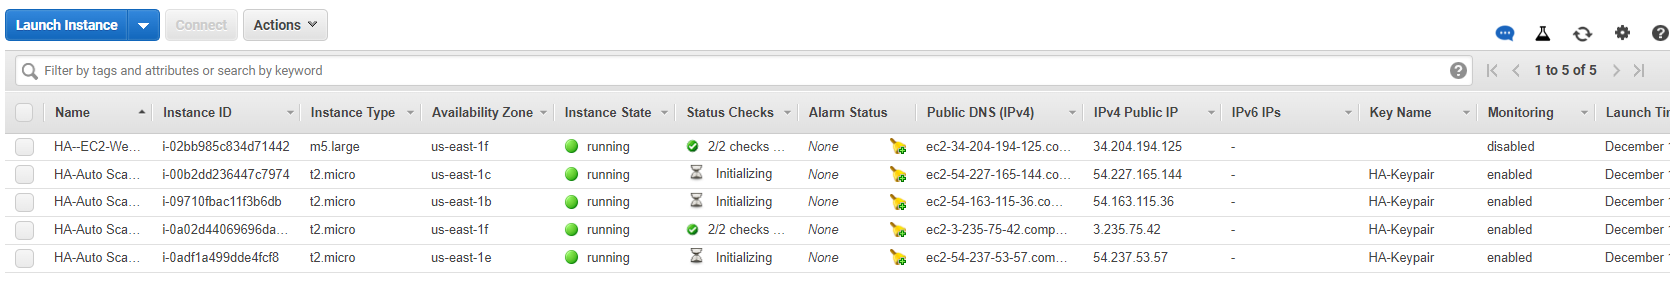 Launch Instance Connect Actions
Filter by tags and attributes or search by keyword 1 to 5 of 5
Name Instance ID Instance Type Availability Zone Instance State Status Checks Alarm Status Public DNS (IPv4) IPv4 Public IP IPv6 IPs Key Name Monitoring Launch Tir
HA--EC2-We... i-02bb985c834d71442 m5.large us-east-1f running 2/2 checks ... None ec2-34-204-194-125.co... 34.204.194.125 - disabled December
HA-Auto Sca... i-00b2dd236447c7974 t2.micro us-east-1c running Initializing None ec2-54-227-165-144.co... 54.227.165.144 - HA-Keypair enabled December
HA-Auto Sca... i-09710fbac11f3b6db t2.micro us-east-1b running Initializing None ec2-54-163-115-36.co... 54.163.115.36 - HA-Keypair enabled December
HA-Auto Sca... i-0a02d44069696da... t2.micro us-east-1f running 2/2 checks ... None ec2-3-235-75-42.comp... 3.235.75.42 - HA-Keypair enabled December
HA-Auto Sca... i-0adf1a499dde4fcf8 t2.micro us-east-1e running Initializing None ec2-54-237-53-57.com... 54.237.53.57 - HA-Keypair enabled December